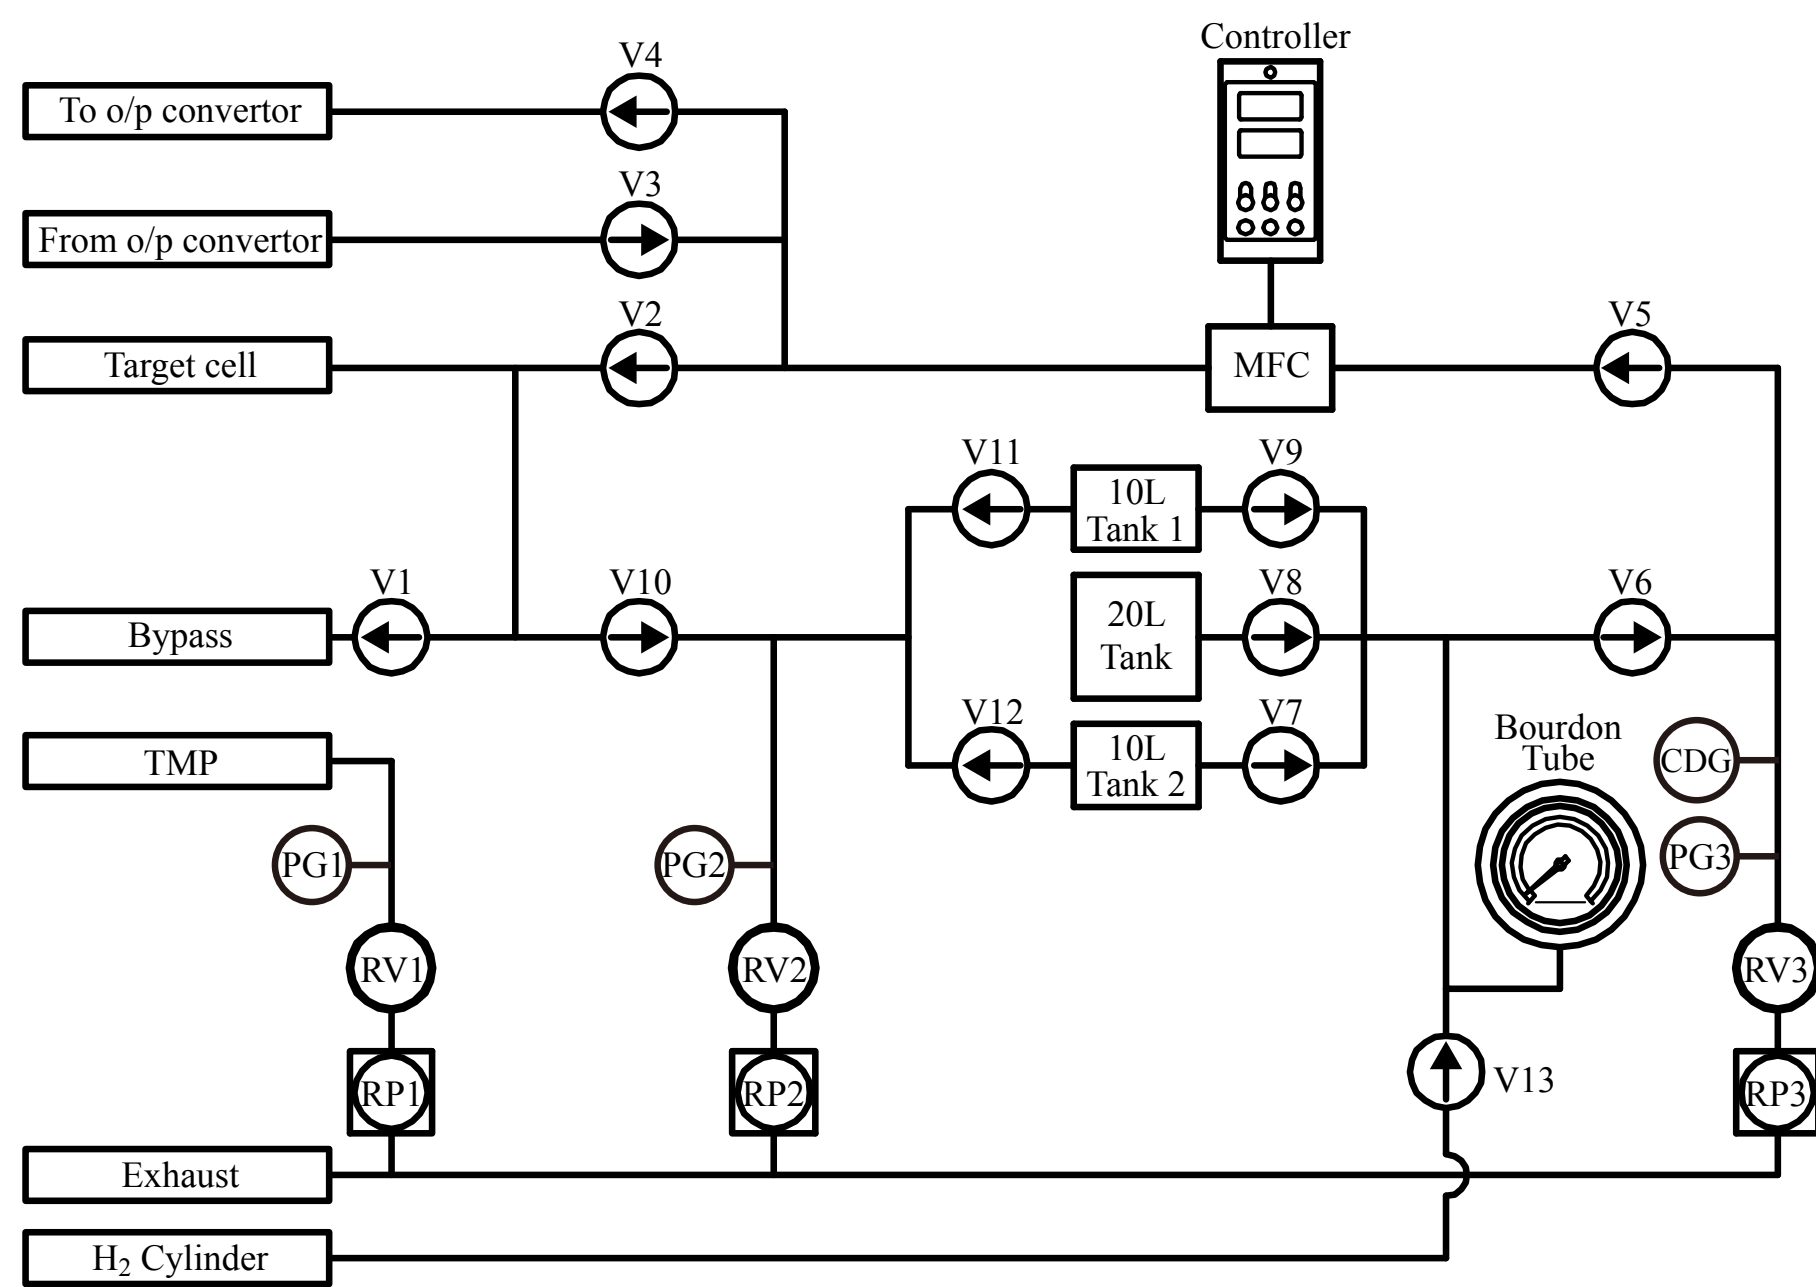 Controller
V4
To o/p convertor
V3
From o/p convertor
V2
V5
Target cell
MFC
V11
V9
10L
Tank 1
V1
V10
V8
V6
Bypass
20L
Tank
V12
V7
Bourdon
Tube
TMP
10L
Tank 2
CDG
PG1
PG2
PG3
RV1
RV2
RV3
RP1
RP2
V13
RP3
Exhaust
H₂ Cylinder